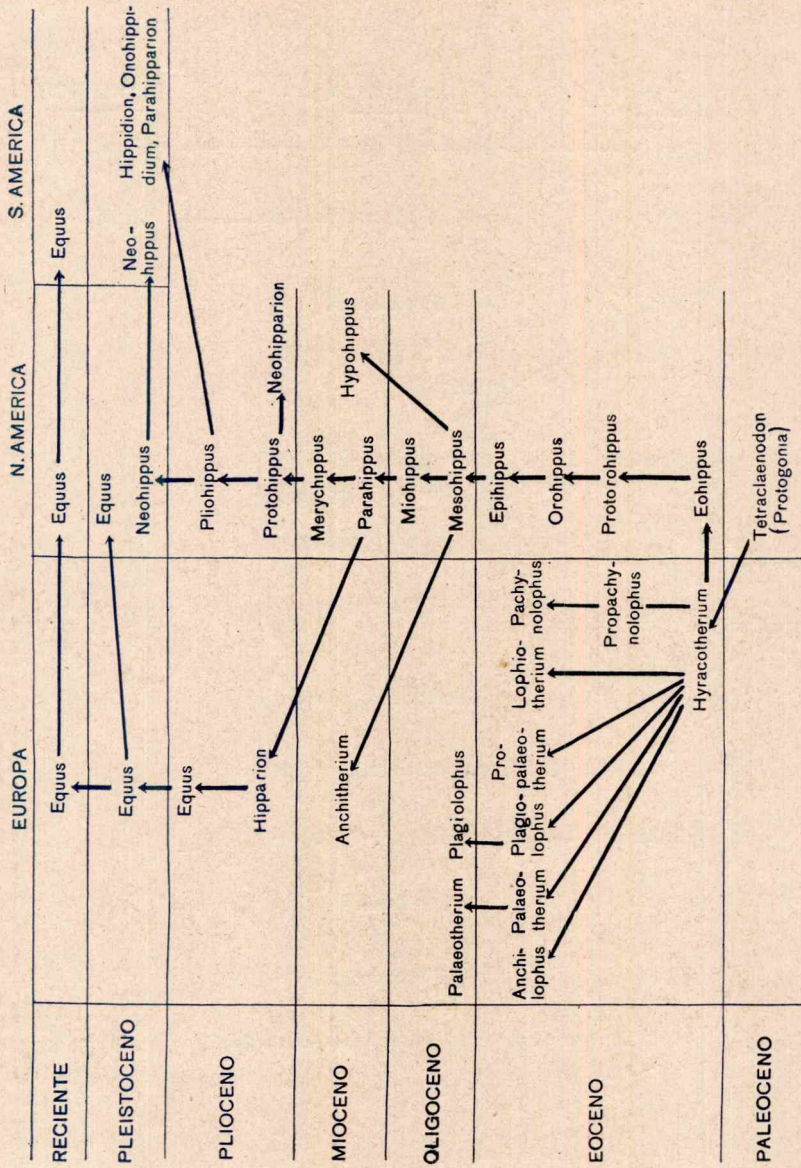 EUROPA
N. AMERICA
S. AMERICA
RECIENTE
Equus
Equus
Equus
PLEISTOCENO
Equus
Equus
Neohippus
Neo-
hippus
Hippidion, Onohippi-
dium, Parahipparion
PLIOCENO
Equus
Pliohippus
Hipparion
Protohippus
Neohipparion
MIOCENO
Merychippus
Anchitherium
Parahippus
Hypohippus
OLIGOCENO
Miohippus
Palaeotherium
Plagiolophus
Mesohippus
EOCENO
Anchi-
lophus
Palaeo-
therium
Plagio-
lophus
Pro-
palaeo-
therium
Lophio-
therium
Pachy-
nolophus
Epihippus
Orohippus
Propachy-
nolophus
Protorohippus
Hyracotherium
Eohippus
PALEOCENO
Tetraclaenodon
(Protogonia)